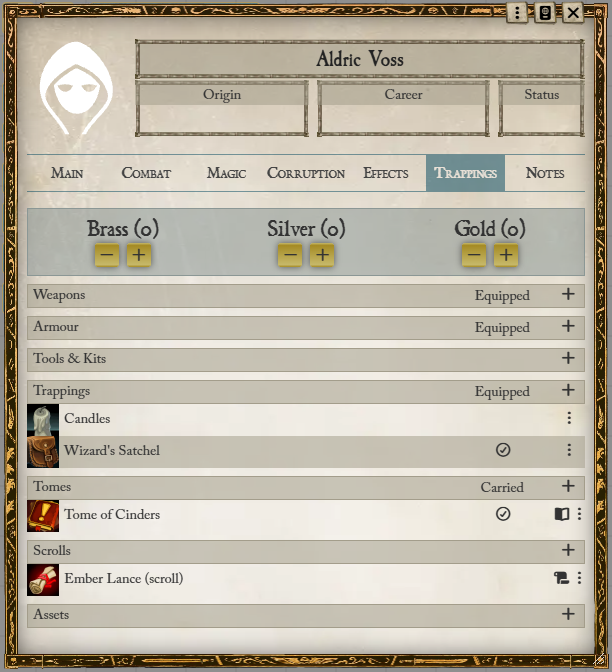 Aldric Voss
Origin Career Status
Main Combat Magic Corruption Effects Trappings Notes
Brass (0) Silver (0) Gold (0)
− + − + − +
Weapons Equipped +
Armour Equipped +
Tools & Kits +
Trappings Equipped +
Candles
Wizard's Satchel
Tomes Carried +
Tome of Cinders
Scrolls +
Ember Lance (scroll)
Assets +